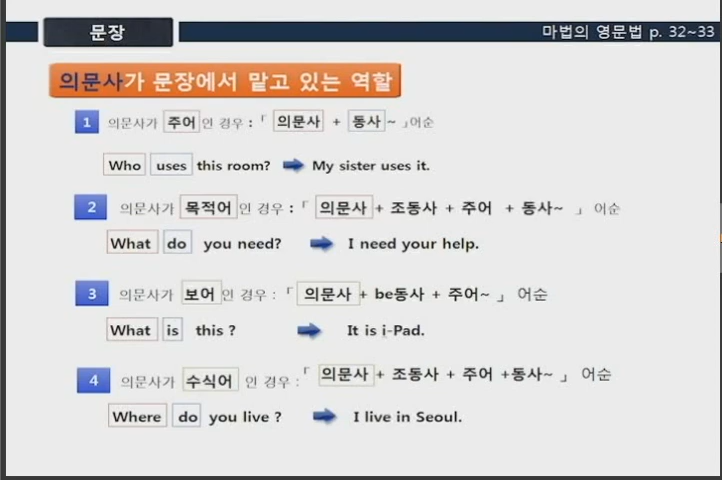 문장
마법의 영문법 p. 32~33
의문사가 문장에서 맡고 있는 역할
1 의문사가 주어 인 경우 : 「 의문사 + 동사 ~ 」어순
Who uses this room? My sister uses it.
2 의문사가 목적어 인 경우 : 「 의문사 + 조동사 + 주어 + 동사~ 」 어순
What do you need? I need your help.
3 의문사가 보어 인 경우 : 「 의문사 + be동사 + 주어~ 」 어순
What is this ? It is i-Pad.
4 의문사가 수식어 인 경우 : 「 의문사 + 조동사 + 주어 +동사~ 」 어순
Where do you live ? I live in Seoul.